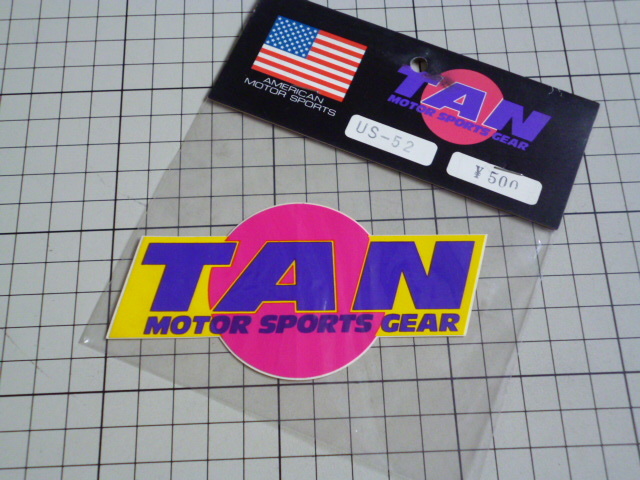 AMERICAN
MOTOR SPORTS
TAN
MOTOR SPORTS GEAR
US-52
¥500
TAN
MOTOR SPORTS GEAR